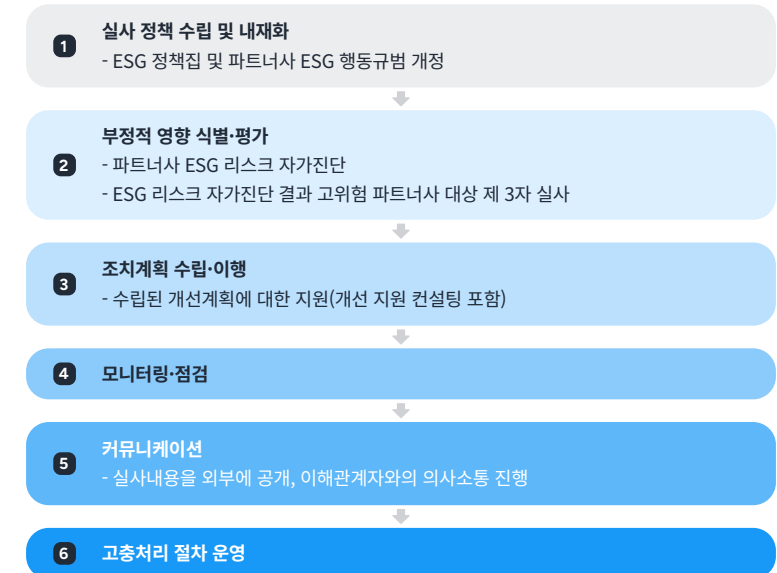 1
실사 정책 수립 및 내재화
- ESG 정책집 및 파트너사 ESG 행동규범 개정
2
부정적 영향 식별·평가
- 파트너사 ESG 리스크 자가진단
- ESG 리스크 자가진단 결과 고위험 파트너사 대상 제 3자 실사
3
조치계획 수립·이행
- 수립된 개선계획에 대한 지원(개선 지원 컨설팅 포함)
4
모니터링·점검
5
커뮤니케이션
- 실사내용을 외부에 공개, 이해관계자와의 의사소통 진행
6
고충처리 절차 운영